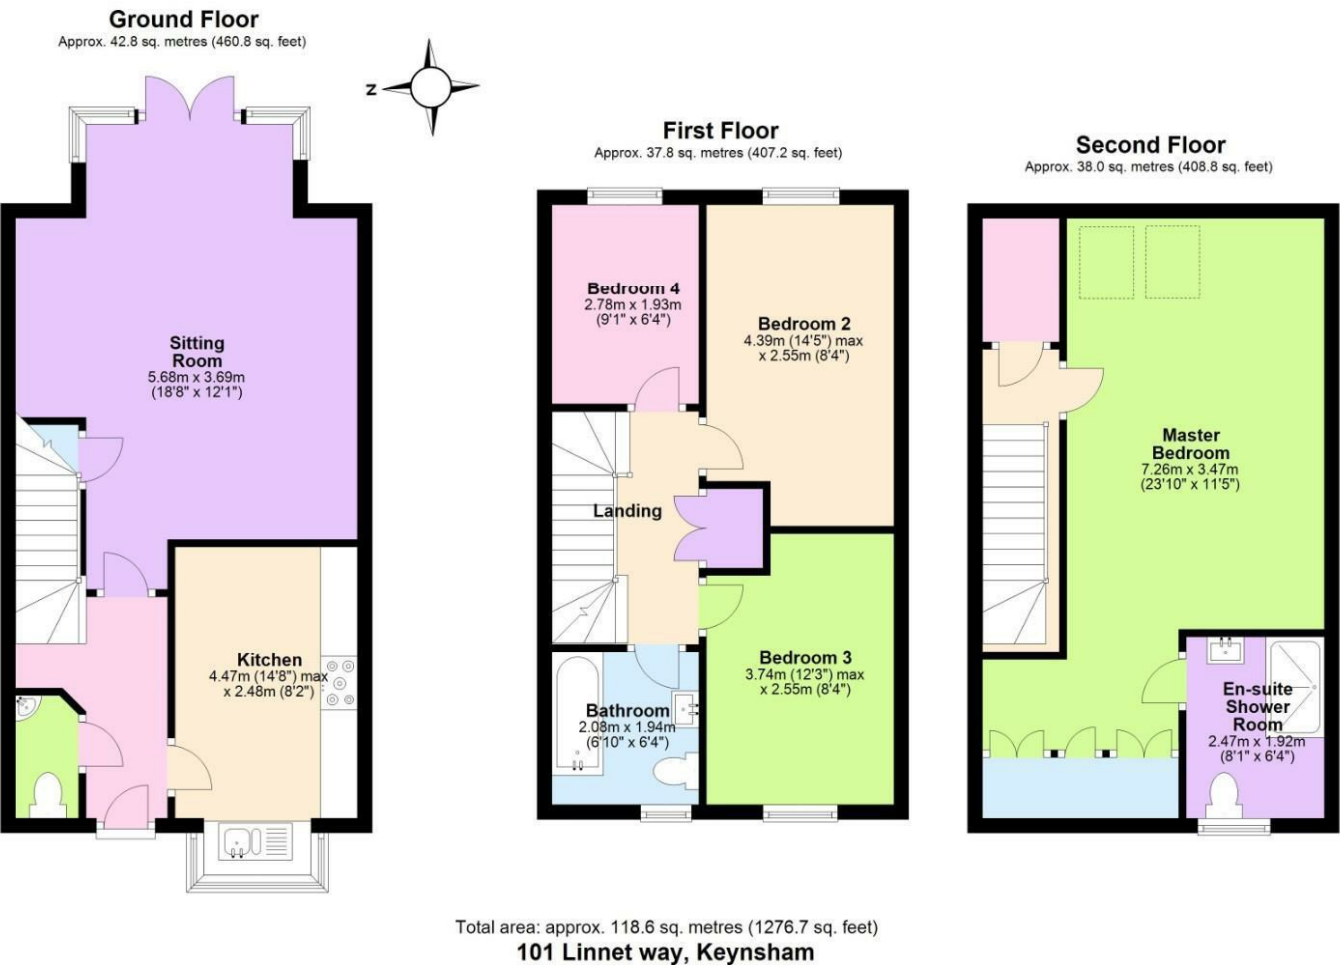 Ground Floor
Approx. 42.8 sq. metres (460.8 sq. feet)
Z
First Floor
Approx. 37.8 sq. metres (407.2 sq. feet)
Second Floor
Approx. 38.0 sq. metres (408.8 sq. feet)
Sitting
Room
5.68m x 3.69m
(18'8" x 12'1")
Kitchen
4.47m (14'8") max
x 2.48m (8'2")
Bedroom 4
2.78m x 1.93m
(9'1" x 6'4")
Bedroom 2
4.39m (14'5") max
x 2.55m (8'4")
Landing
Bedroom 3
3.74m (12'3") max
x 2.55m (8'4")
Bathroom
2.08m x 1.94m
(6'10" x 6'4")
Master
Bedroom
7.26m x 3.47m
(23'10" x 11'5")
En-suite
Shower
Room
2.47m x 1.92m
(8'1" x 6'4")
Total area: approx. 118.6 sq. metres (1276.7 sq. feet)
101 Linnet way, Keynsham